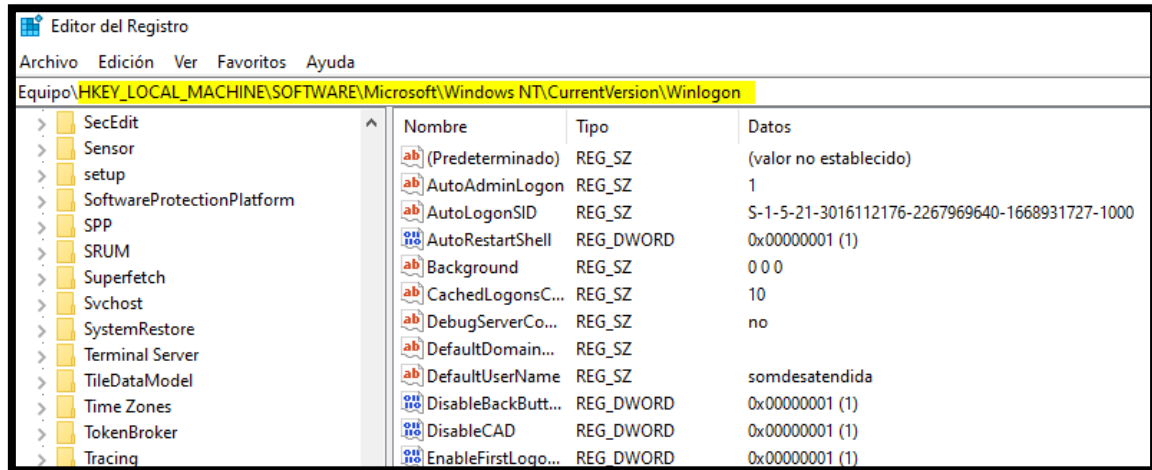 Editor del Registro
Archivo Edición Ver Favoritos Ayuda
Equipo\HKEY_LOCAL_MACHINE\SOFTWARE\Microsoft\Windows NT\CurrentVersion\Winlogon
SecEdit
Sensor
setup
SoftwareProtectionPlatform
SPP
SRUM
Superfetch
Svchost
SystemRestore
Terminal Server
TileDataModel
Time Zones
TokenBroker
Tracing
Nombre Tipo Datos
(Predeterminado) REG_SZ (valor no establecido)
AutoAdminLogon REG_SZ 1
AutoLogonSID REG_SZ S-1-5-21-3016112176-2267969640-1668931727-1000
AutoRestartShell REG_DWORD 0x00000001 (1)
Background REG_SZ 0 0 0
CachedLogonsC... REG_SZ 10
DebugServerCo... REG_SZ no
DefaultDomain... REG_SZ
DefaultUserName REG_SZ somdesatendida
DisableBackButt... REG_DWORD 0x00000001 (1)
DisableCAD REG_DWORD 0x00000001 (1)
EnableFirstLogo... REG_DWORD 0x00000001 (1)